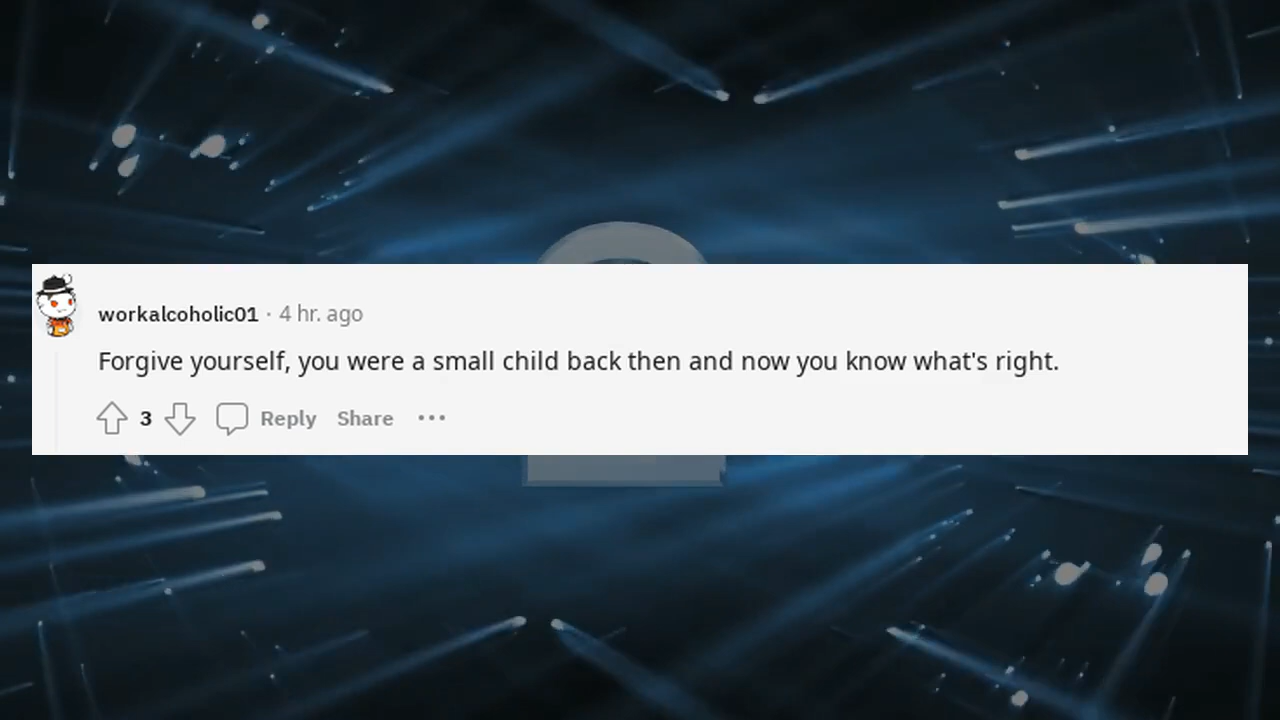 workalcoholic01 · 4 hr. ago
Forgive yourself, you were a small child back then and now you know what's right.
3 Reply Share ···